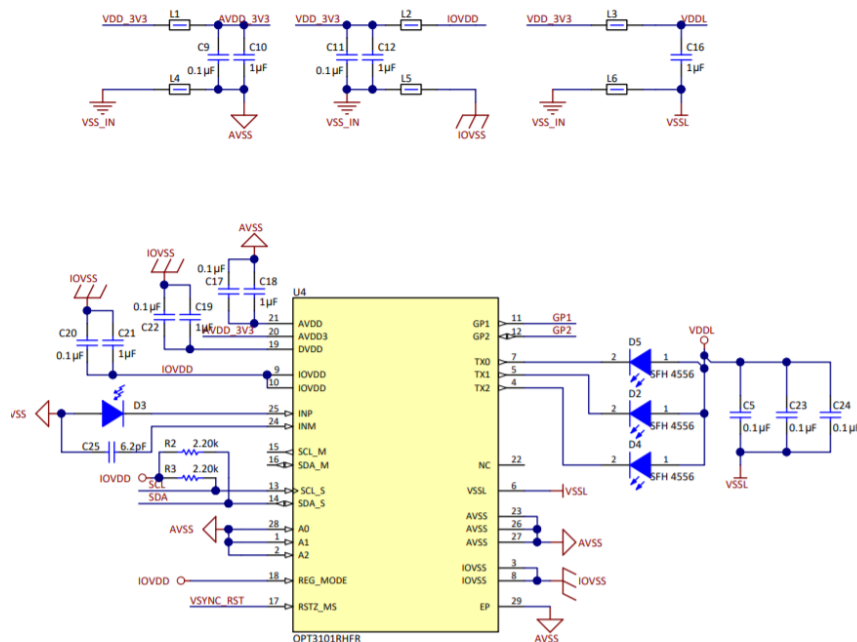 VDD_3V3 L1 AVDD_3V3
C9 C10
0.1µF 1µF
L4
VSS_IN AVSS
VDD_3V3 L2 IOVDD
C11 C12
0.1µF 1µF
L5
VSS_IN IOVSS
VDD_3V3 L3 VDDL
C16
1µF
L6
VSS_IN VSSL
AVSS
0.1µF
C17 C18
1µF
IOVSS
0.1µF C19
C22 1µF
IOVSS
C20 C21
0.1µF 1µF
AVDD_3V3
IOVDD
VSS D3
C25 6.2pF
R2 2.20k
R3 2.20k
IOVDD
SCL
SDA
AVSS
IOVDD
VSYNC_RST
U4
21 AVDD
20 AVDD3
19 DVDD
9 IOVDD
10 IOVDD
25 INP
24 INM
15 SCL_M
16 SDA_M
13 SCL_S
14 SDA_S
28 A0
1 A1
2 A2
18 REG_MODE
17 RSTZ_MS
GP1 11 GP1
GP2 12 GP2
TX0 7
TX1 5
TX2 4
NC 22
VSSL 6 VSSL
AVSS 23
AVSS 26
AVSS 27 AVSS
IOVSS 3
IOVSS 8 IOVSS
EP 29
AVSS
OPT3101RHFR
D5
2 1
SFH 4556
D2
2 1
SFH 4556
D4
2 1
SFH 4556
VDDL
C5 C23 C24
0.1µF 0.1µF 0.1µ
VSSL